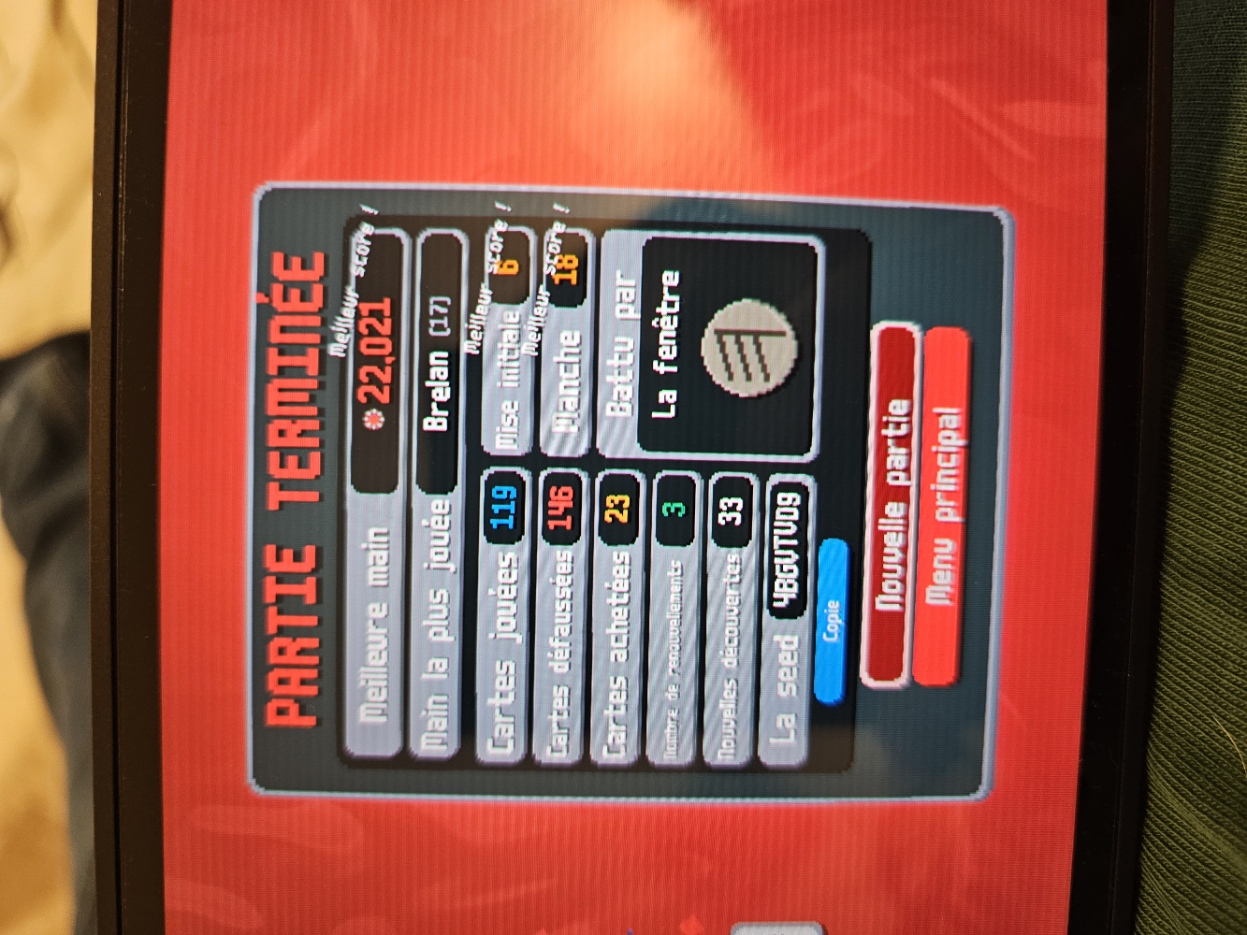 PARTIE TERMINÉE
Meilleur score !
Meilleure main 22,021
Main la plus jouée Brelan [17]
Meilleur score !
Cartes jouées 119
Mise initiale 6
Meilleur score !
Cartes défaussées 146
Manche 18
Cartes achetées 23
Battu par
La fenêtre
Nombre de renouvellements 3
Nouvelles découvertes 33
La seed 4BGVTVD9
Copie
Nouvelle partie
Menu principal